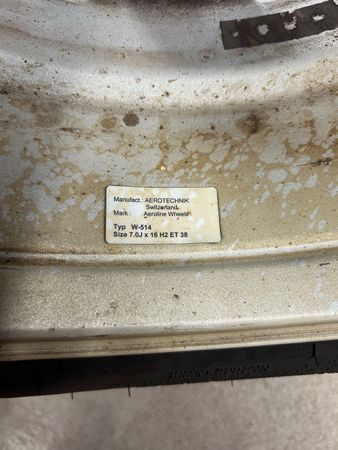 Manufact.: AEROTECHNIK
Switzerland
Mark : Aeroline Wheels
Typ W-514
Size 7.0J x 16 H2 ET 38